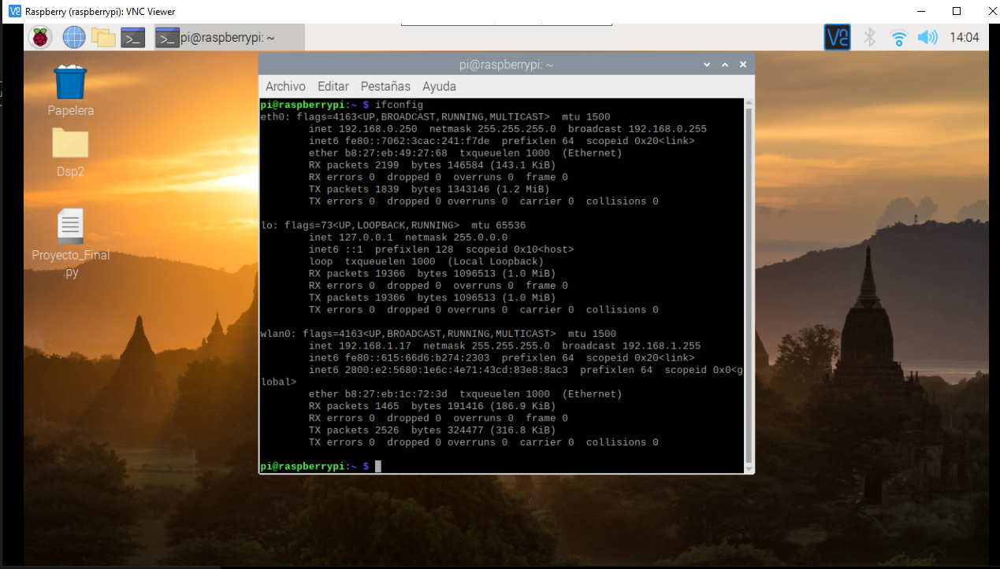 Raspberry (raspberrypi): VNC Viewer
pi@raspberrypi: ~
14:04
Papelera
Dsp2
Proyecto_Final
.py
pi@raspberrypi: ~
Archivo Editar Pestañas Ayuda
pi@raspberrypi:~ $ ifconfig
eth0: flags=4163<UP,BROADCAST,RUNNING,MULTICAST>  mtu 1500
        inet 192.168.0.250  netmask 255.255.255.0  broadcast 192.168.0.255
        inet6 fe80::7062:3cac:241:f7de  prefixlen 64  scopeid 0x20<link>
        ether b8:27:eb:49:27:68  txqueuelen 1000  (Ethernet)
        RX packets 2199  bytes 146584 (143.1 KiB)
        RX errors 0  dropped 0  overruns 0  frame 0
        TX packets 1839  bytes 1343146 (1.2 MiB)
        TX errors 0  dropped 0 overruns 0  carrier 0  collisions 0
lo: flags=73<UP,LOOPBACK,RUNNING>  mtu 65536
        inet 127.0.0.1  netmask 255.0.0.0
        inet6 ::1  prefixlen 128  scopeid 0x10<host>
        loop  txqueuelen 1000  (Local Loopback)
        RX packets 19366  bytes 1096513 (1.0 MiB)
        RX errors 0  dropped 0  overruns 0  frame 0
        TX packets 19366  bytes 1096513 (1.0 MiB)
        TX errors 0  dropped 0 overruns 0  carrier 0  collisions 0
wlan0: flags=4163<UP,BROADCAST,RUNNING,MULTICAST>  mtu 1500
        inet 192.168.1.17  netmask 255.255.255.0  broadcast 192.168.1.255
        inet6 fe80::615:66d6:b274:2303  prefixlen 64  scopeid 0x20<link>
        inet6 2800:e2:5680:1e6c:4e71:43cd:83e8:8ac3  prefixlen 64  scopeid 0x0<g
lobal>
        ether b8:27:eb:1c:72:3d  txqueuelen 1000  (Ethernet)
        RX packets 1465  bytes 191416 (186.9 KiB)
        RX errors 0  dropped 0  overruns 0  frame 0
        TX packets 2526  bytes 324477 (316.8 KiB)
        TX errors 0  dropped 0 overruns 0  carrier 0  collisions 0
pi@raspberrypi:~ $